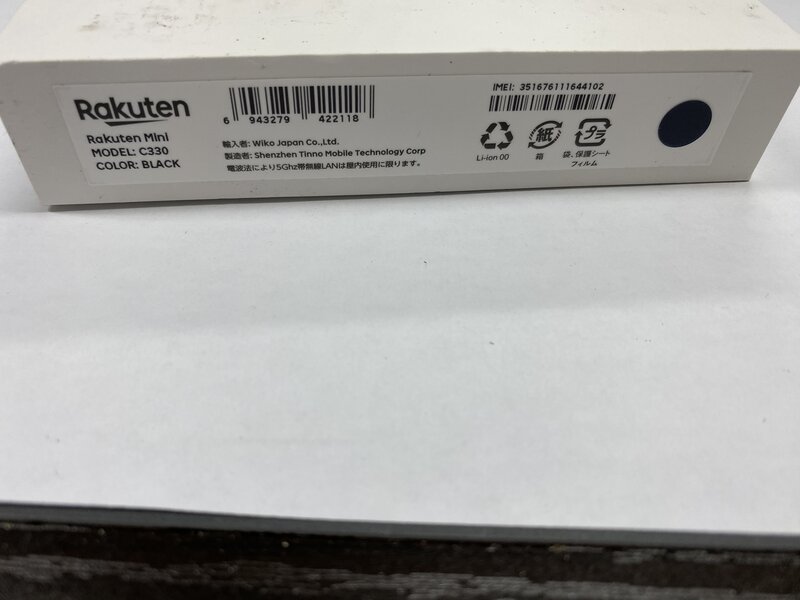 Rakuten
Rakuten Mini
MODEL: C330
COLOR: BLACK
6 943279 422118
輸入者: Wiko Japan Co.,Ltd.
製造者: Shenzhen Tinno Mobile Technology Corp
電波法により5Ghz帯無線LANは屋内使用に限ります。
IMEI: 351676111644102
Li-ion 00
紙
箱
プラ
袋、保護シート
フィルム